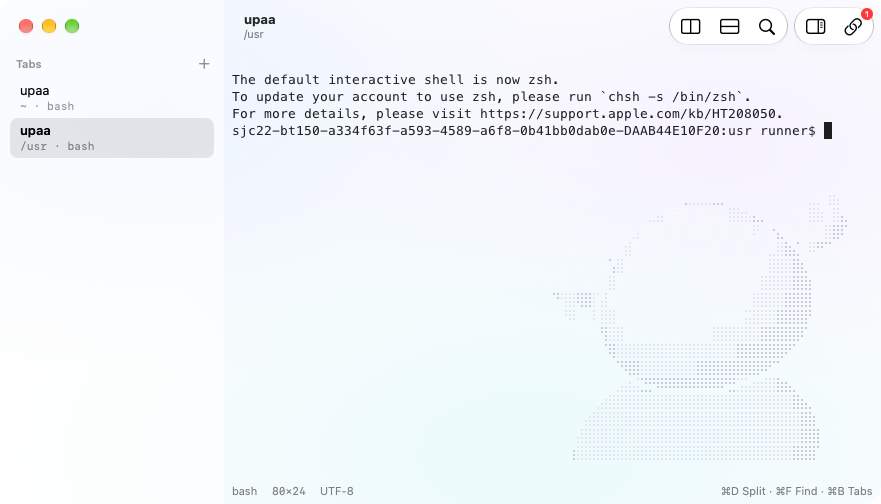 upaa
/usr
1
Tabs
upaa
~ · bash
upaa
/usr · bash
The default interactive shell is now zsh.
To update your account to use zsh, please run `chsh -s /bin/zsh`.
For more details, please visit https://support.apple.com/kb/HT208050.
sjc22-bt150-a334f63f-a593-4589-a6f8-0b41bb0dab0e-DAAB44E10F20:usr runner$
bash 80×24 UTF-8
⌘D Split · ⌘F Find · ⌘B Tabs